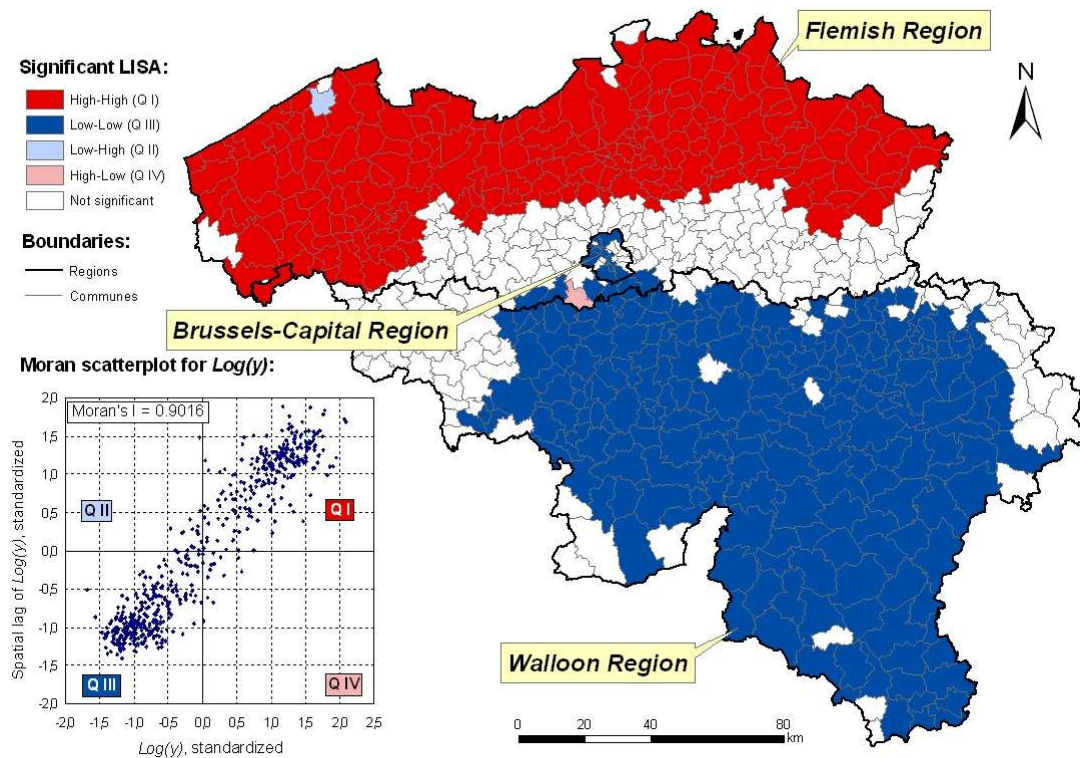 Flemish Region
Significant LISA:
High-High (Q I)
Low-Low (Q III)
Low-High (Q II)
High-Low (Q IV)
Not significant
N
Boundaries:
Regions
Communes
Brussels-Capital Region
Moran scatterplot for Log(y):
Moran's I = 0.9016
2,0
1,5
1,0
0,5
0,0
-0,5
-1,0
-1,5
-2,0
Spatial lag of Log(y), standardized
Q II
Q I
Q III
Q IV
-2,0 -1,5 -1,0 -0,5 0,0 0,5 1,0 1,5 2,0 2,5
Log(y), standardized
Walloon Region
0 20 40 80
km